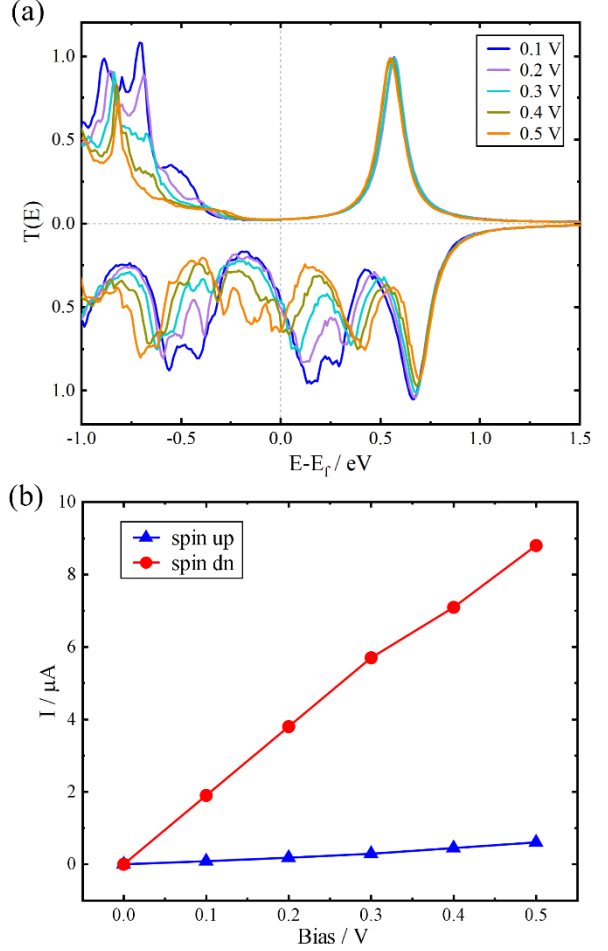 (a)
1.0
0.5
0.0
0.5
1.0
T(E)
0.1 V
0.2 V
0.3 V
0.4 V
0.5 V
-1.0 -0.5 0.0 0.5 1.0 1.5
E-E_f / eV
(b)
10
8
6
4
2
0
I / μA
spin up
spin dn
0.0 0.1 0.2 0.3 0.4 0.5
Bias / V